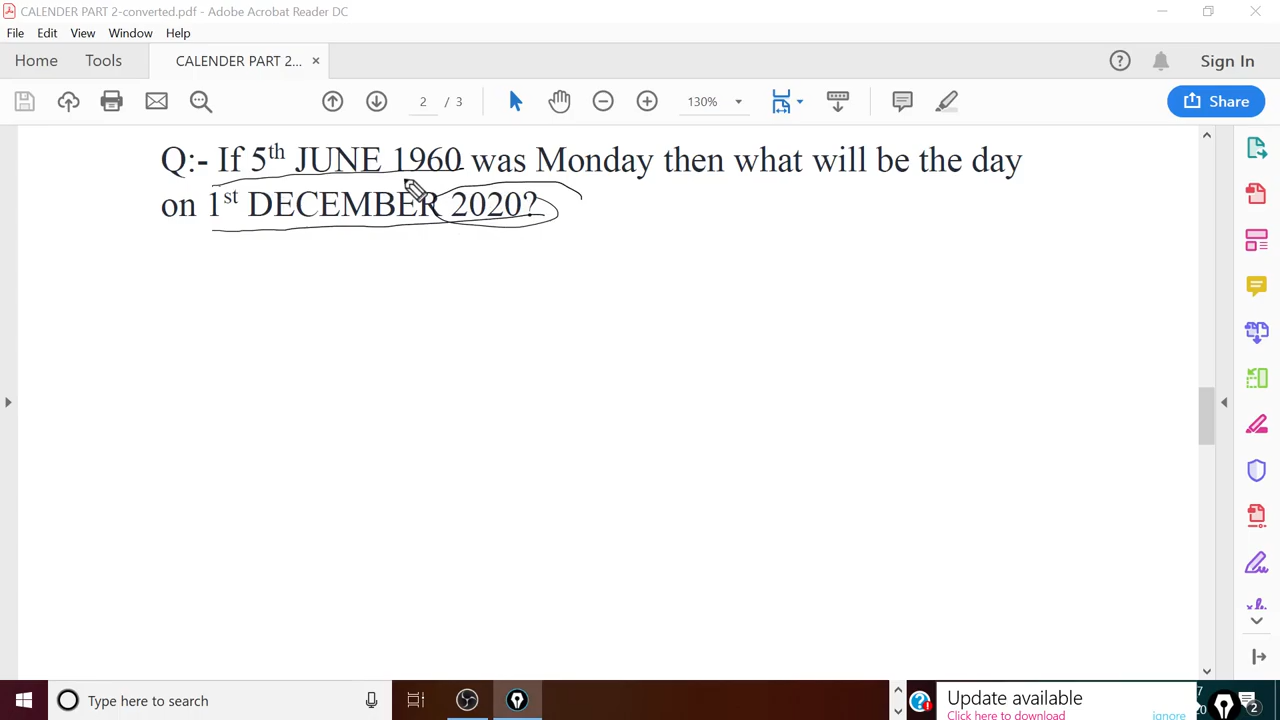 CALENDER PART 2-converted.pdf - Adobe Acrobat Reader DC
File Edit View Window Help
Home Tools CALENDER PART 2... × Sign In
2 / 3 130% Share
Q:- If 5th JUNE 1960 was Monday then what will be the day
on 1st DECEMBER 2020?
Type here to search
Update available
Click here to download ignore
2